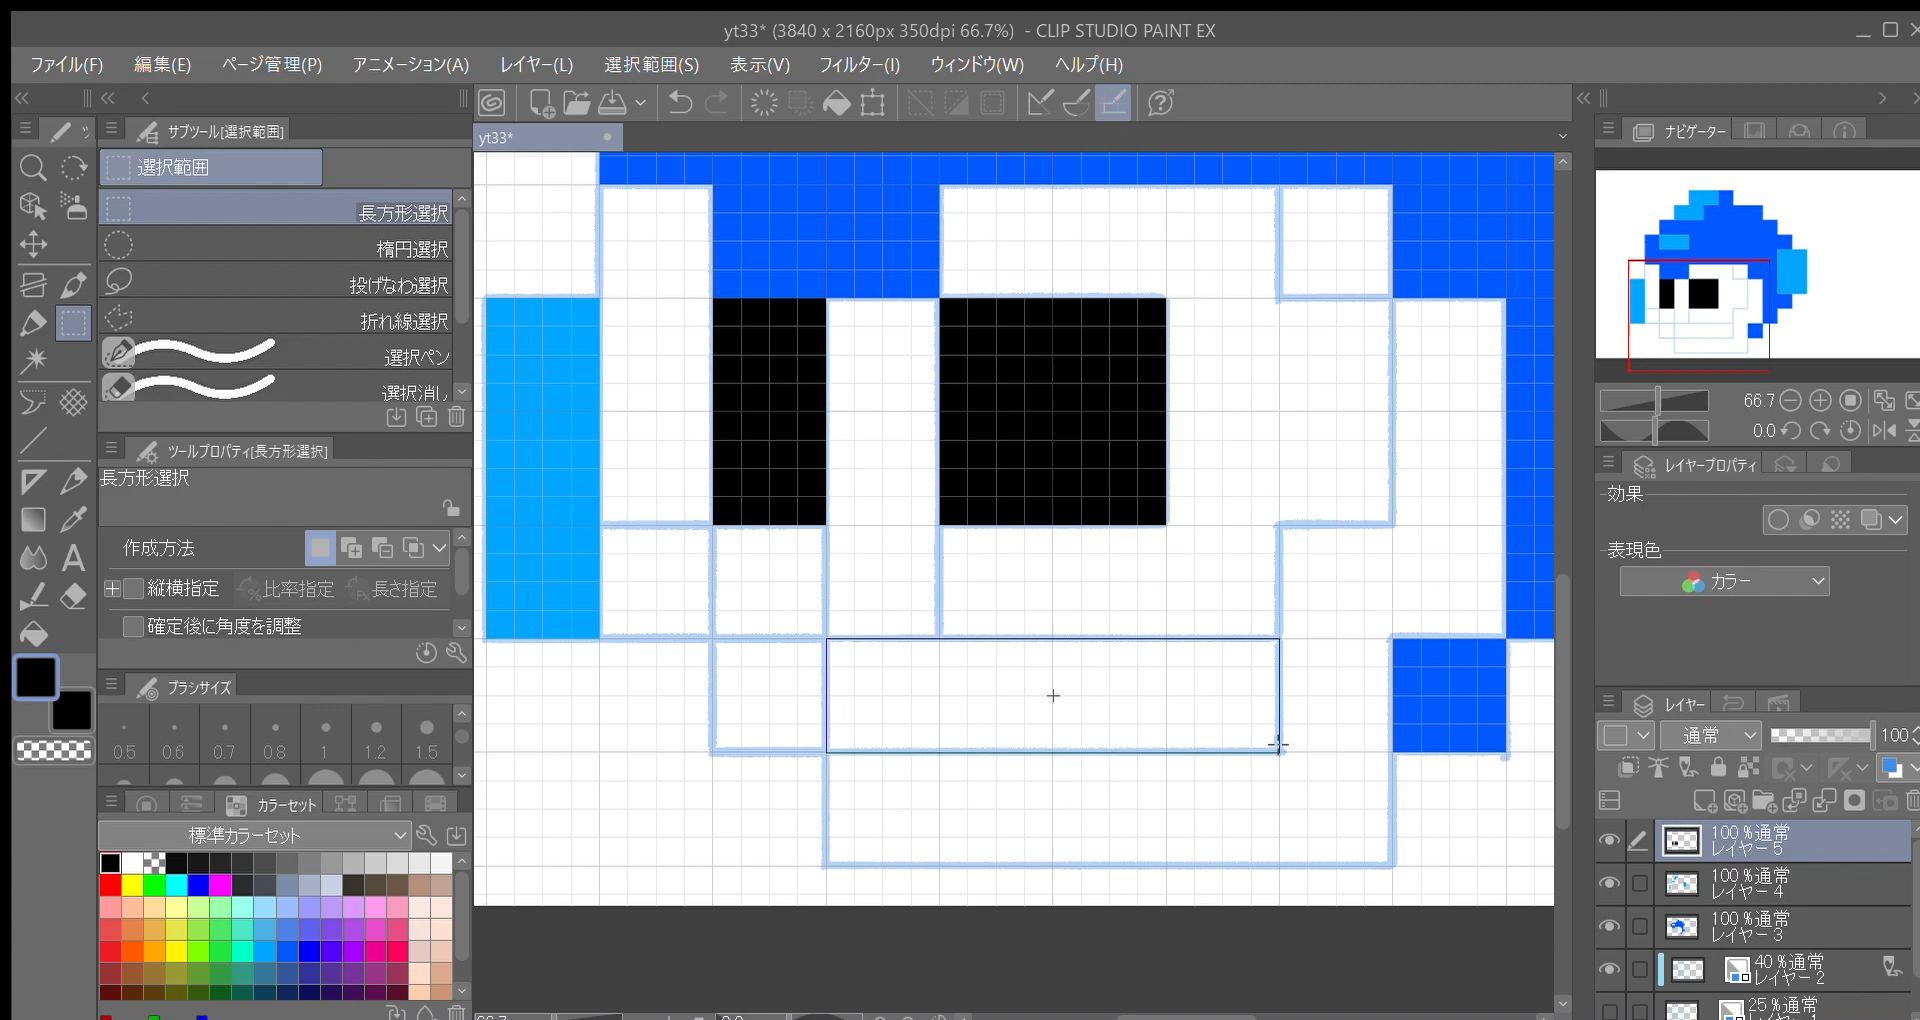 yt33* (3840 x 2160px 350dpi 66.7%) - CLIP STUDIO PAINT EX
ファイル(F) 編集(E) ページ管理(P) アニメーション(A) レイヤー(L) 選択範囲(S) 表示(V) フィルター(I) ウィンドウ(W) ヘルプ(H)
サブツール[選択範囲]
選択範囲
長方形選択
楕円選択
投げなわ選択
折れ線選択
選択ペン
選択消し
ツールプロパティ[長方形選択]
長方形選択
作成方法
縦横指定 比率指定 長さ指定
確定後に角度を調整
ブラシサイズ
0.5 0.6 0.7 0.8 1 1.2 1.5
カラーセット
標準カラーセット
yt33*
ナビゲーター
66.7
0.0
レイヤープロパティ
効果
表現色
カラー
レイヤー
通常 100
100 %通常
レイヤー 5
100 %通常
レイヤー 4
100 %通常
レイヤー 3
40 %通常
レイヤー 2
25 %通常